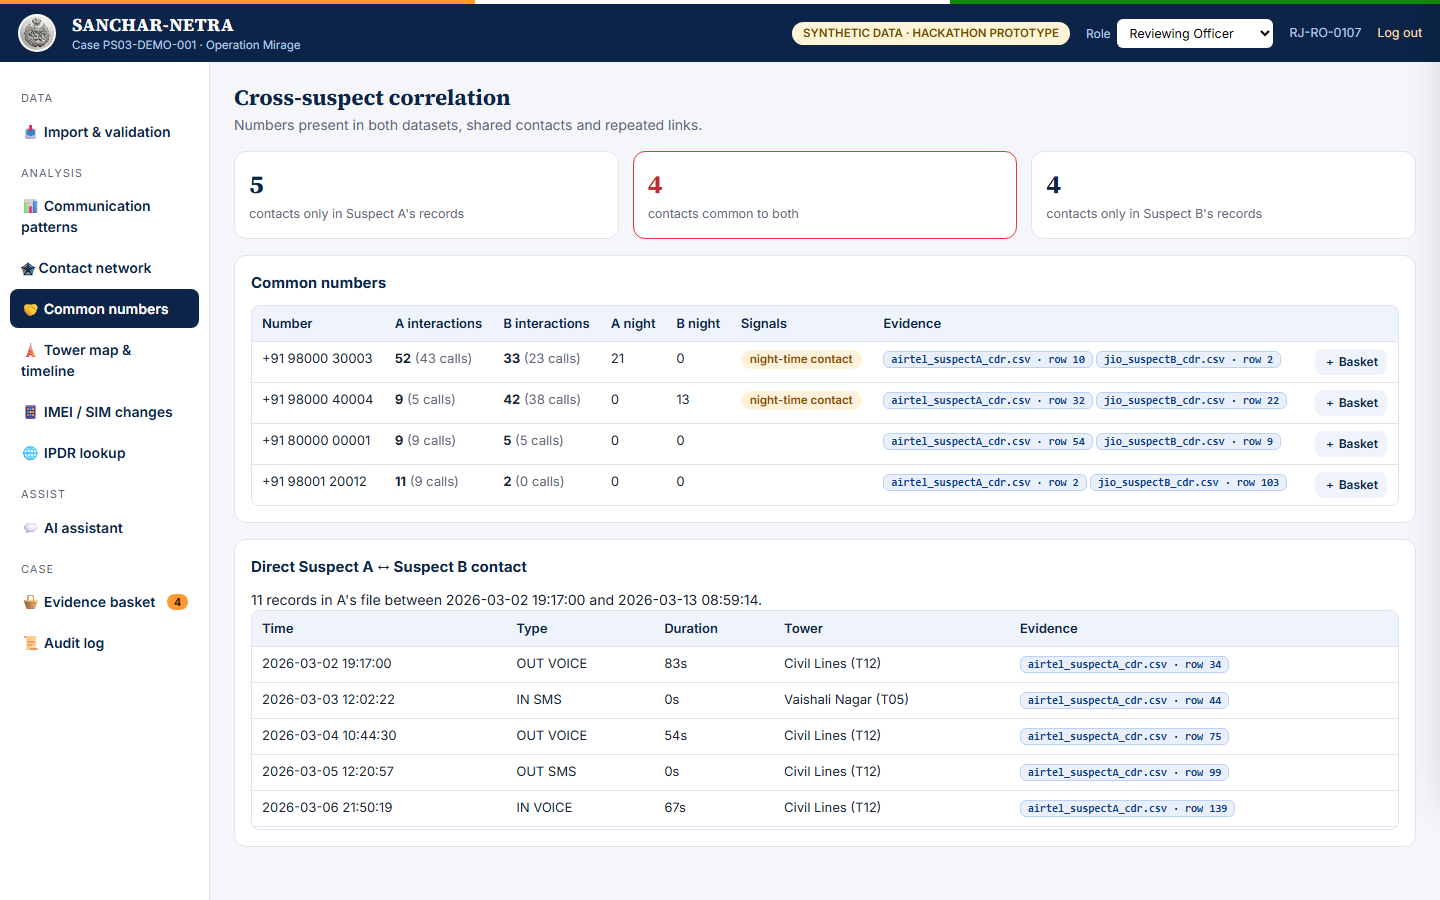 SANCHAR-NETRA
Case PS03-DEMO-001 · Operation Mirage
SYNTHETIC DATA · HACKATHON PROTOTYPE
Role
Reviewing Officer
RJ-RO-0107
Log out
DATA
Import & validation
ANALYSIS
Communication
patterns
Contact network
Common numbers
Tower map &
timeline
IMEI / SIM changes
IPDR lookup
ASSIST
AI assistant
CASE
Evidence basket 4
Audit log
Cross-suspect correlation
Numbers present in both datasets, shared contacts and repeated links.
5
contacts only in Suspect A's records
4
contacts common to both
4
contacts only in Suspect B's records
Common numbers
Number A interactions B interactions A night B night Signals Evidence
+91 98000 30003 52 (43 calls) 33 (23 calls) 21 0 night-time contact airtel_suspectA_cdr.csv · row 10 jio_suspectB_cdr.csv · row 2 + Basket
+91 98000 40004 9 (5 calls) 42 (38 calls) 0 13 night-time contact airtel_suspectA_cdr.csv · row 32 jio_suspectB_cdr.csv · row 22 + Basket
+91 80000 00001 9 (9 calls) 5 (5 calls) 0 0 airtel_suspectA_cdr.csv · row 54 jio_suspectB_cdr.csv · row 9 + Basket
+91 98001 20012 11 (9 calls) 2 (0 calls) 0 0 airtel_suspectA_cdr.csv · row 2 jio_suspectB_cdr.csv · row 103 + Basket
Direct Suspect A ↔ Suspect B contact
11 records in A's file between 2026-03-02 19:17:00 and 2026-03-13 08:59:14.
Time Type Duration Tower Evidence
2026-03-02 19:17:00 OUT VOICE 83s Civil Lines (T12) airtel_suspectA_cdr.csv · row 34
2026-03-03 12:02:22 IN SMS 0s Vaishali Nagar (T05) airtel_suspectA_cdr.csv · row 44
2026-03-04 10:44:30 OUT VOICE 54s Civil Lines (T12) airtel_suspectA_cdr.csv · row 75
2026-03-05 12:20:57 OUT SMS 0s Civil Lines (T12) airtel_suspectA_cdr.csv · row 99
2026-03-06 21:50:19 IN VOICE 67s Civil Lines (T12) airtel_suspectA_cdr.csv · row 139